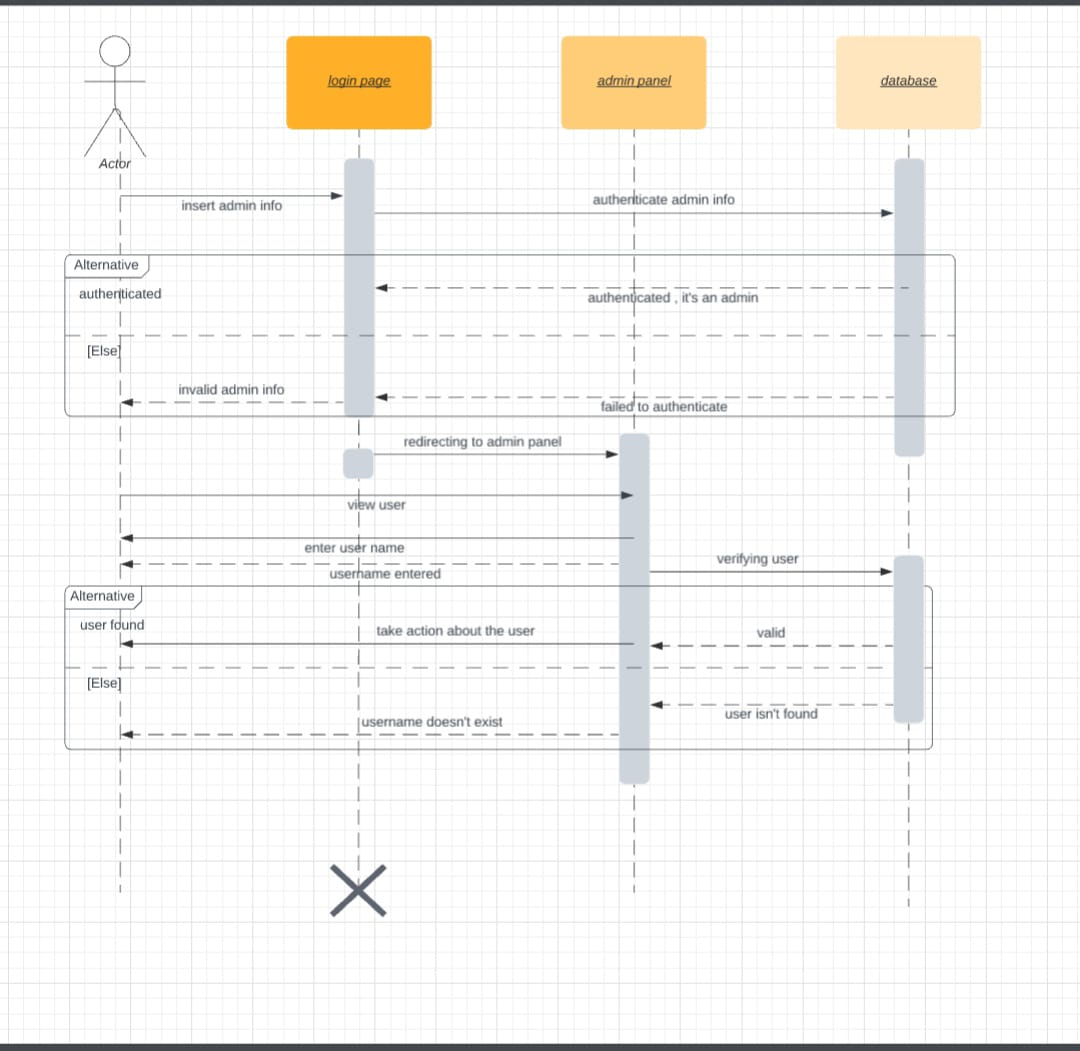 login page
admin panel
database
Actor
insert admin info
authenticate admin info
Alternative
authenticated
authenticated , it's an admin
[Else]
invalid admin info
failed to authenticate
redirecting to admin panel
view user
enter user name
verifying user
username entered
Alternative
user found
take action about the user
valid
[Else]
user isn't found
username doesn't exist